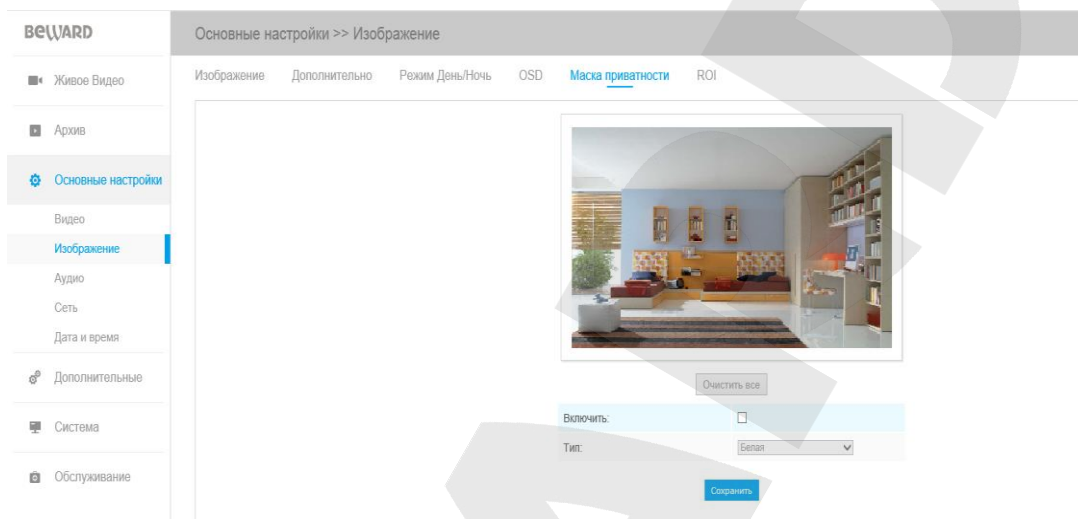 BEWARD
Основные настройки >> Изображение
Живое Видео
Архив
Основные настройки
Видео
Изображение
Аудио
Сеть
Дата и время
Дополнительные
Система
Обслуживание
Изображение Дополнительно Режим День/Ночь OSD Маска приватности ROI
Очистить все
Включить:
Тип: Белая
Сохранить